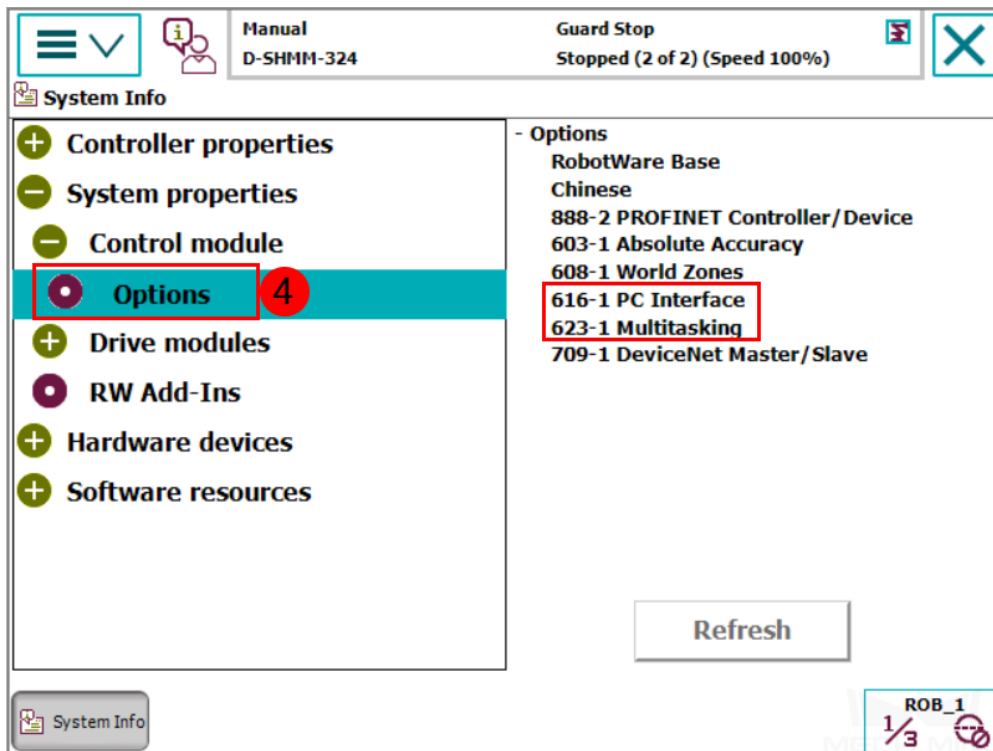 Manual
D-SHMM-324
Guard Stop
Stopped (2 of 2) (Speed 100%)
System Info
Controller properties
System properties
Control module
Options
4
Drive modules
RW Add-Ins
Hardware devices
Software resources
- Options
RobotWare Base
Chinese
888-2 PROFINET Controller/Device
603-1 Absolute Accuracy
608-1 World Zones
616-1 PC Interface
623-1 Multitasking
709-1 DeviceNet Master/Slave
Refresh
System Info
ROB_1
1/3